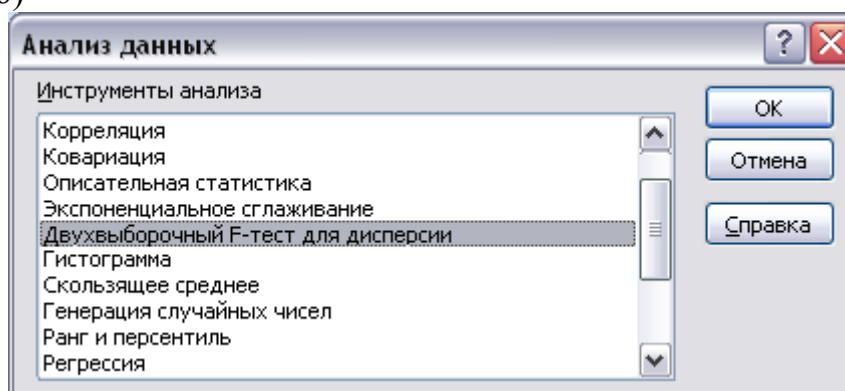 Анализ данных
Инструменты анализа
Корреляция
Ковариация
Описательная статистика
Экспоненциальное сглаживание
Двухвыборочный F-тест для дисперсии
Гистограмма
Скользящее среднее
Генерация случайных чисел
Ранг и персентиль
Регрессия
ОК
Отмена
Справка